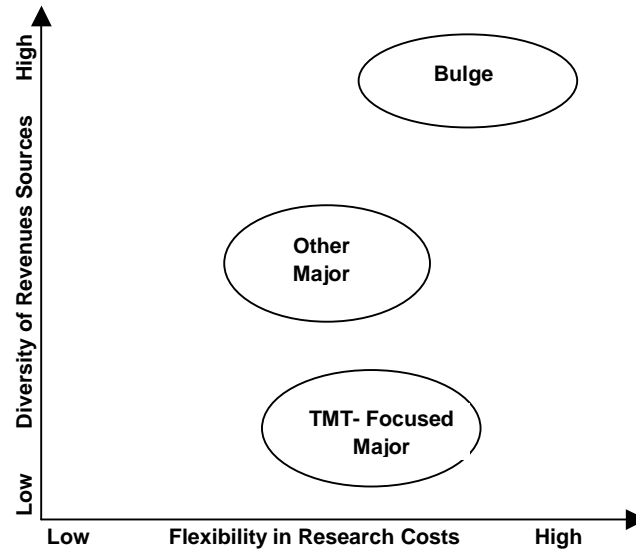 High
Diversity of Revenues Sources
Low
Bulge
Other
Major
TMT- Focused
Major
Low
Flexibility in Research Costs
High